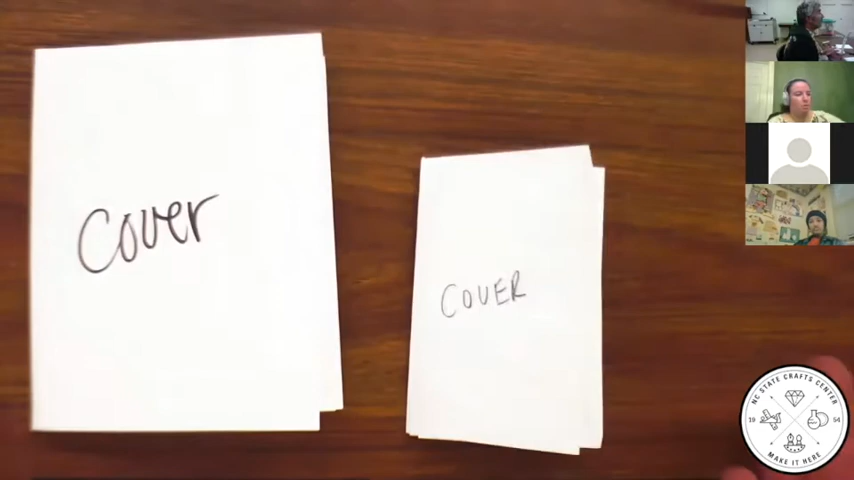 Cover
COVER
NC STATE CRAFTS CENTER
19 54
MAKE IT HERE